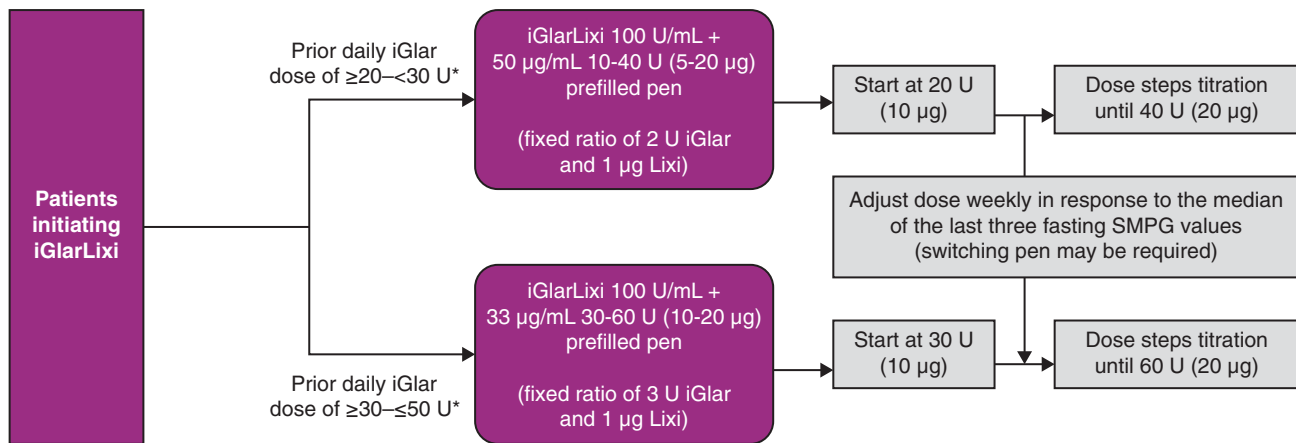 Patients
initiating
iGlarLixi
Prior daily iGlar
dose of ≥20–<30 U*
iGlarLixi 100 U/mL +
50 μg/mL 10-40 U (5-20 μg)
prefilled pen
(fixed ratio of 2 U iGlar
and 1 μg Lixi)
Start at 20 U
(10 μg)
Dose steps titration
until 40 U (20 μg)
Adjust dose weekly in response to the median
of the last three fasting SMPG values
(switching pen may be required)
Prior daily iGlar
dose of ≥30–≤50 U*
iGlarLixi 100 U/mL +
33 μg/mL 30-60 U (10-20 μg)
prefilled pen
(fixed ratio of 3 U iGlar
and 1 μg Lixi)
Start at 30 U
(10 μg)
Dose steps titration
until 60 U (20 μg)